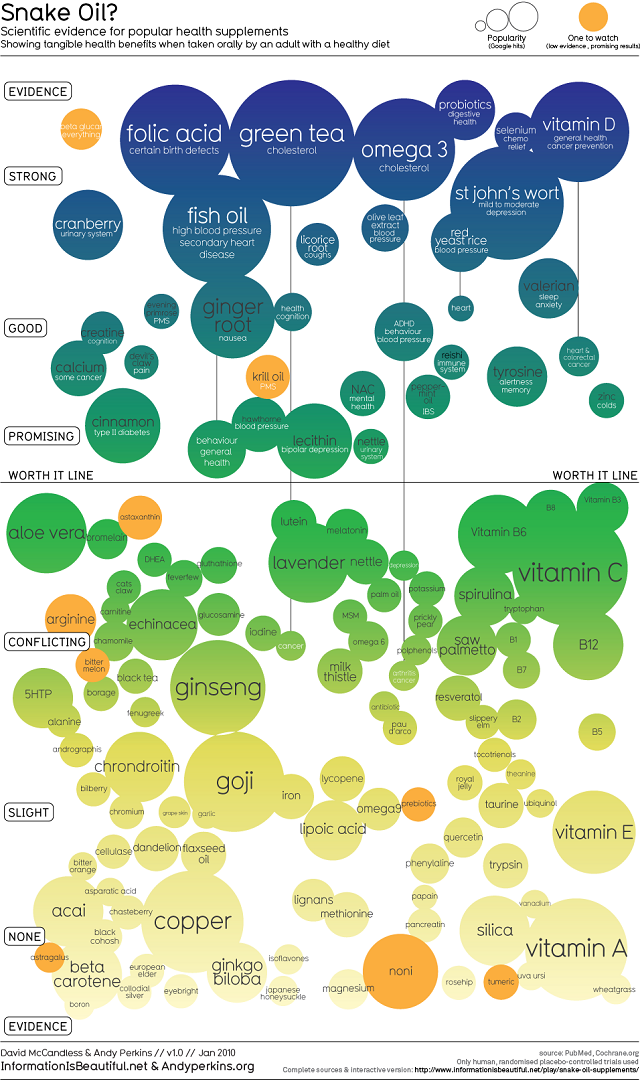 Snake Oil?
Scientific evidence for popular health supplements
Showing tangible health benefits when taken orally by an adult with a healthy diet
Popularity
(Google hits)
One to watch
(low evidence, promising results)
EVIDENCE
beta glucan
everything
folic acid
certain birth defects
green tea
cholesterol
omega 3
cholesterol
probiotics
digestive
health
selenium
chemo
relief
vitamin D
general health
cancer prevention
STRONG
cranberry
urinary system
fish oil
high blood pressure
secondary heart
disease
licorice
root
coughs
olive leaf
extract
blood
pressure
st john's wort
mild to moderate
depression
red
yeast rice
blood pressure
valerian
sleep
anxiety
evening
primrose
PMS
ginger
root
nausea
health
cognition
heart
GOOD
creatine
cognition
calcium
some cancer
devil's
claw
pain
krill oil
PMS
ADHD
behaviour
blood pressure
reishi
immune
system
NAC
mental
health
pepper-
mint
oil
IBS
tyrosine
alertness
memory
heart &
colorectal
cancer
zinc
colds
cinnamon
type II diabetes
hawthorne
blood pressure
behaviour
general
health
lecithin
bipolar depression
nettle
urinary
system
PROMISING
WORTH IT LINE
WORTH IT LINE
aloe vera
promelain
astaxanthin
lutein
melatonin
Vitamin B6
B8
Vitamin B3
DHEA
feverfew
gluthathione
lavender
nettle
depression
vitamin C
cats
claw
palm oil
potassium
spirulina
tryptophan
arginine
carnitine
echinacea
glucosamine
MSM
prickly
pear
chamomile
iodine
cancer
omega 6
polphenols
saw
palmetto
B1
B12
CONFLICTING
bitter
melon
black tea
ginseng
milk
thistle
arthritis
cancer
B7
5HTP
borage
alanine
fenugreek
antibiotic
pau
d'arco
resveratol
slippery
elm
B2
B5
andrographis
chrondroitin
goji
tocotrienols
bilberry
iron
lycopene
royal
jelly
theanine
SLIGHT
chromium
grape skin
garlic
lipoic acid
omega9
prebiotics
taurine
ubiquinol
vitamin E
cellulase
dandelion
flaxseed
oil
quercetin
bitter
orange
phenylaline
trypsin
asparatic acid
acai
chasteberry
copper
lignans
methionine
papain
vanadium
pancrealin
silica
vitamin A
NONE
black
cohosh
astragalus
beta
carotene
european
elder
ginkgo
biloba
isoflavones
noni
uva ursi
boron
collodial
silver
eyebright
japanese
honeysuckle
magnesium
rosehip
tumeric
wheatgrass
EVIDENCE
David McCandless & Andy Perkins // v1.0 // Jan 2010
InformationIsBeautiful.net & Andyperkins.org
source: PubMed, Cochrane.org
Only human, randomised placebo-controlled trials used
Complete sources & interactive version: http://www.informationisbeautiful.net/play/snake-oil-supplements/